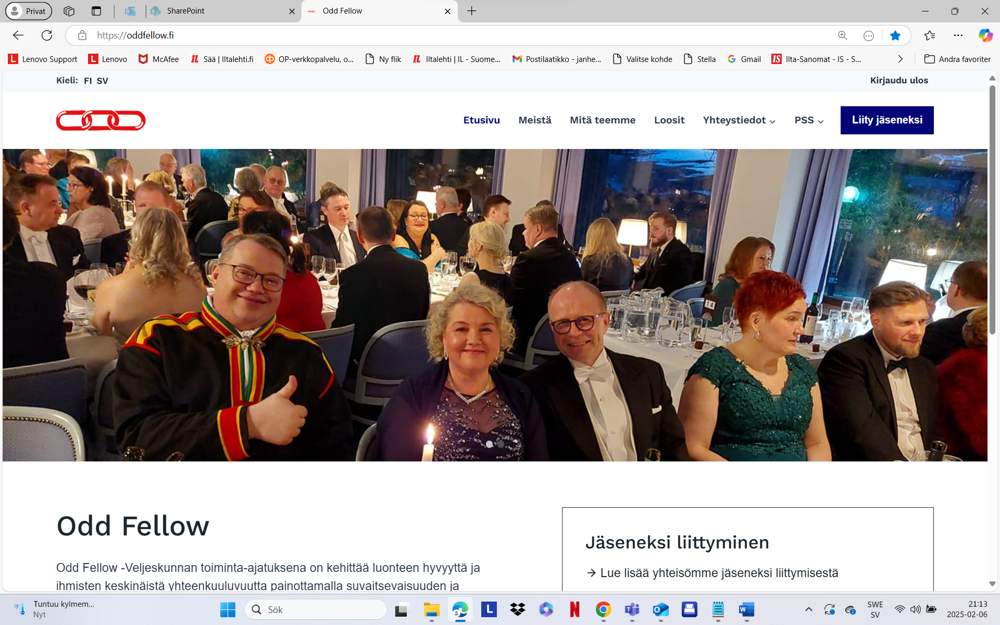 Privat
SharePoint
Odd Fellow
https://oddfellow.fi
Lenovo Support
Lenovo
McAfee
Sää | Iltalehti.fi
OP-verkkopalvelu, o...
Ny flik
Iltalehti | IL - Suome...
Postilaatikko - janhe...
Valitse kohde
Stella
Gmail
Ilta-Sanomat - IS - S...
Andra favoriter
Kieli: FI SV
Kirjaudu ulos
Etusivu
Meistä
Mitä teemme
Loosit
Yhteystiedot
PSS
Liity jäseneksi
14
Odd Fellow
Odd Fellow -Veljeskunnan toiminta-ajatuksena on kehittää luonteen hyvyyttä ja
ihmisten keskinäistä yhteenkuuluvuutta painottamalla suvaitsevaisuuden ja
Jäseneksi liittyminen
→ Lue lisää yhteisömme jäseneksi liittymisestä
Tuntuu kylmem...
Nyt
Sök
SWE
SV
21:13
2025-02-06